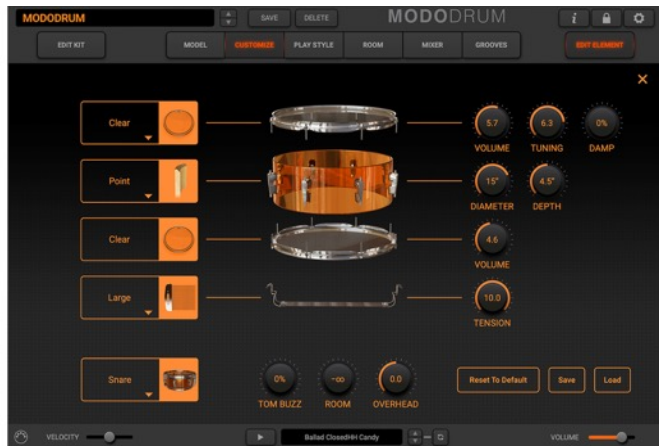 MODODRUM
SAVE
DELETE
MODODRUM
i
EDIT KIT
MODEL
CUSTOMIZE
PLAY STYLE
ROOM
MIXER
GROOVES
EDIT ELEMENT
Clear
5.7
6.3
0%
VOLUME
TUNING
DAMP
Point
15"
4.5"
DIAMETER
DEPTH
Clear
4.6
VOLUME
Large
10.0
TENSION
Snare
0%
-∞
0.0
Reset To Default
Save
Load
TOM BUZZ
ROOM
OVERHEAD
VELOCITY
Ballad ClosedHH Candy
VOLUME